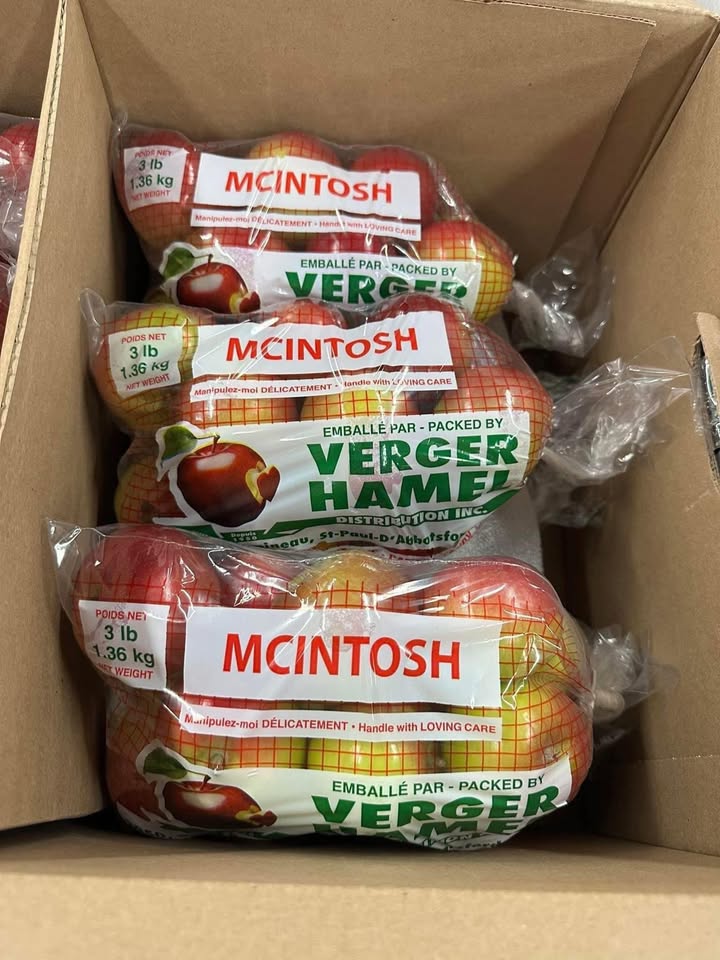 POIDS NET
3 lb
1.36 kg
NET WEIGHT
MCINTOSH
Manipulez-moi DÉLICATEMENT • Handle with LOVING CARE
EMBALLÉ PAR - PACKED BY
VERGER
POIDS NET
3 lb
1.36 kg
NET WEIGHT
MCINTOSH
Manipulez-moi DÉLICATEMENT • Handle with LOVING CARE
EMBALLÉ PAR - PACKED BY
VERGER
HAMEL
DISTRIBUTION INC.
Depuis
St-Paul-D'Abbotsfo
POIDS NET
3 lb
1.36 kg
NET WEIGHT
MCINTOSH
Manipulez-moi DÉLICATEMENT • Handle with LOVING CARE
EMBALLÉ PAR - PACKED BY
VERGER
HAME